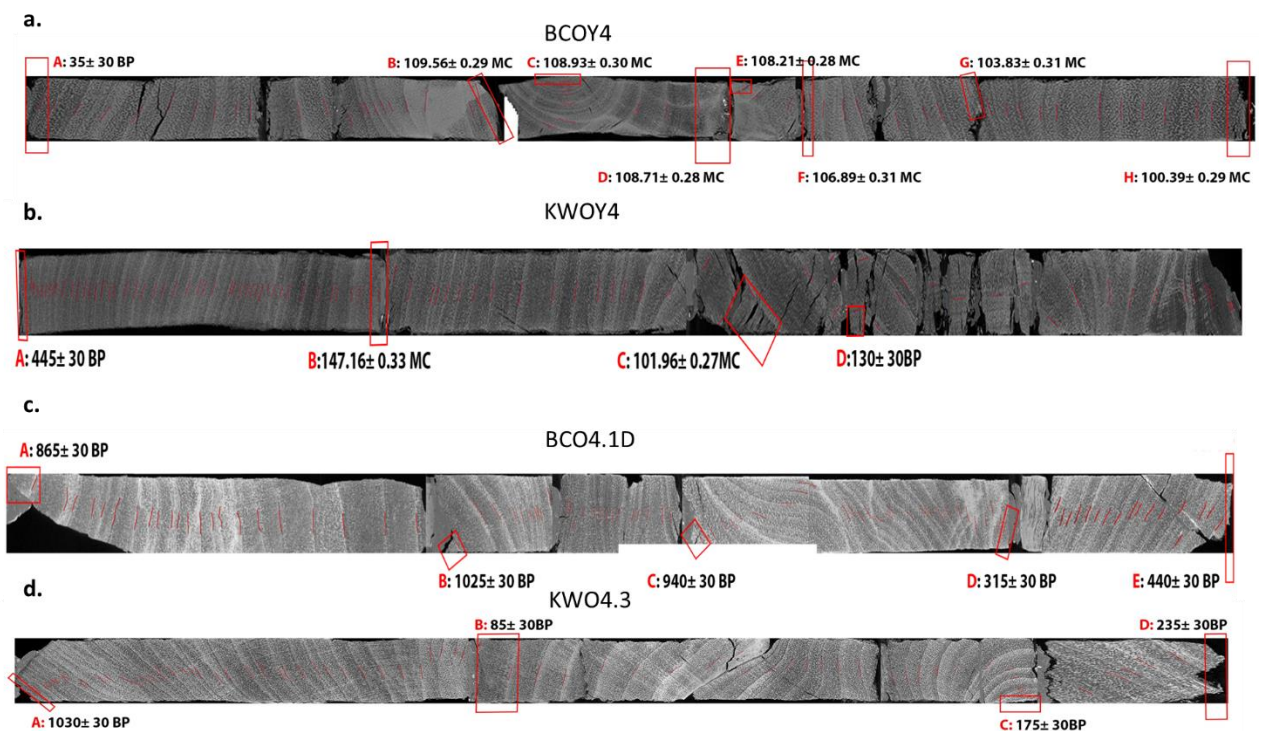 a.
BCOY4
A: 35± 30 BP
B: 109.56± 0.29 MC
C: 108.93± 0.30 MC
E: 108.21± 0.28 MC
G: 103.83± 0.31 MC
D: 108.71± 0.28 MC
F: 106.89± 0.31 MC
H: 100.39± 0.29 MC
b.
KWOY4
A: 445± 30 BP
B:147.16± 0.33 MC
C: 101.96± 0.27MC
D:130± 30BP
c.
BCO4.1D
A: 865± 30 BP
B: 1025± 30 BP
C: 940± 30 BP
D: 315± 30 BP
E: 440± 30 BP
d.
KWO4.3
B: 85± 30BP
D: 235± 30BP
A: 1030± 30 BP
C: 175± 30BP